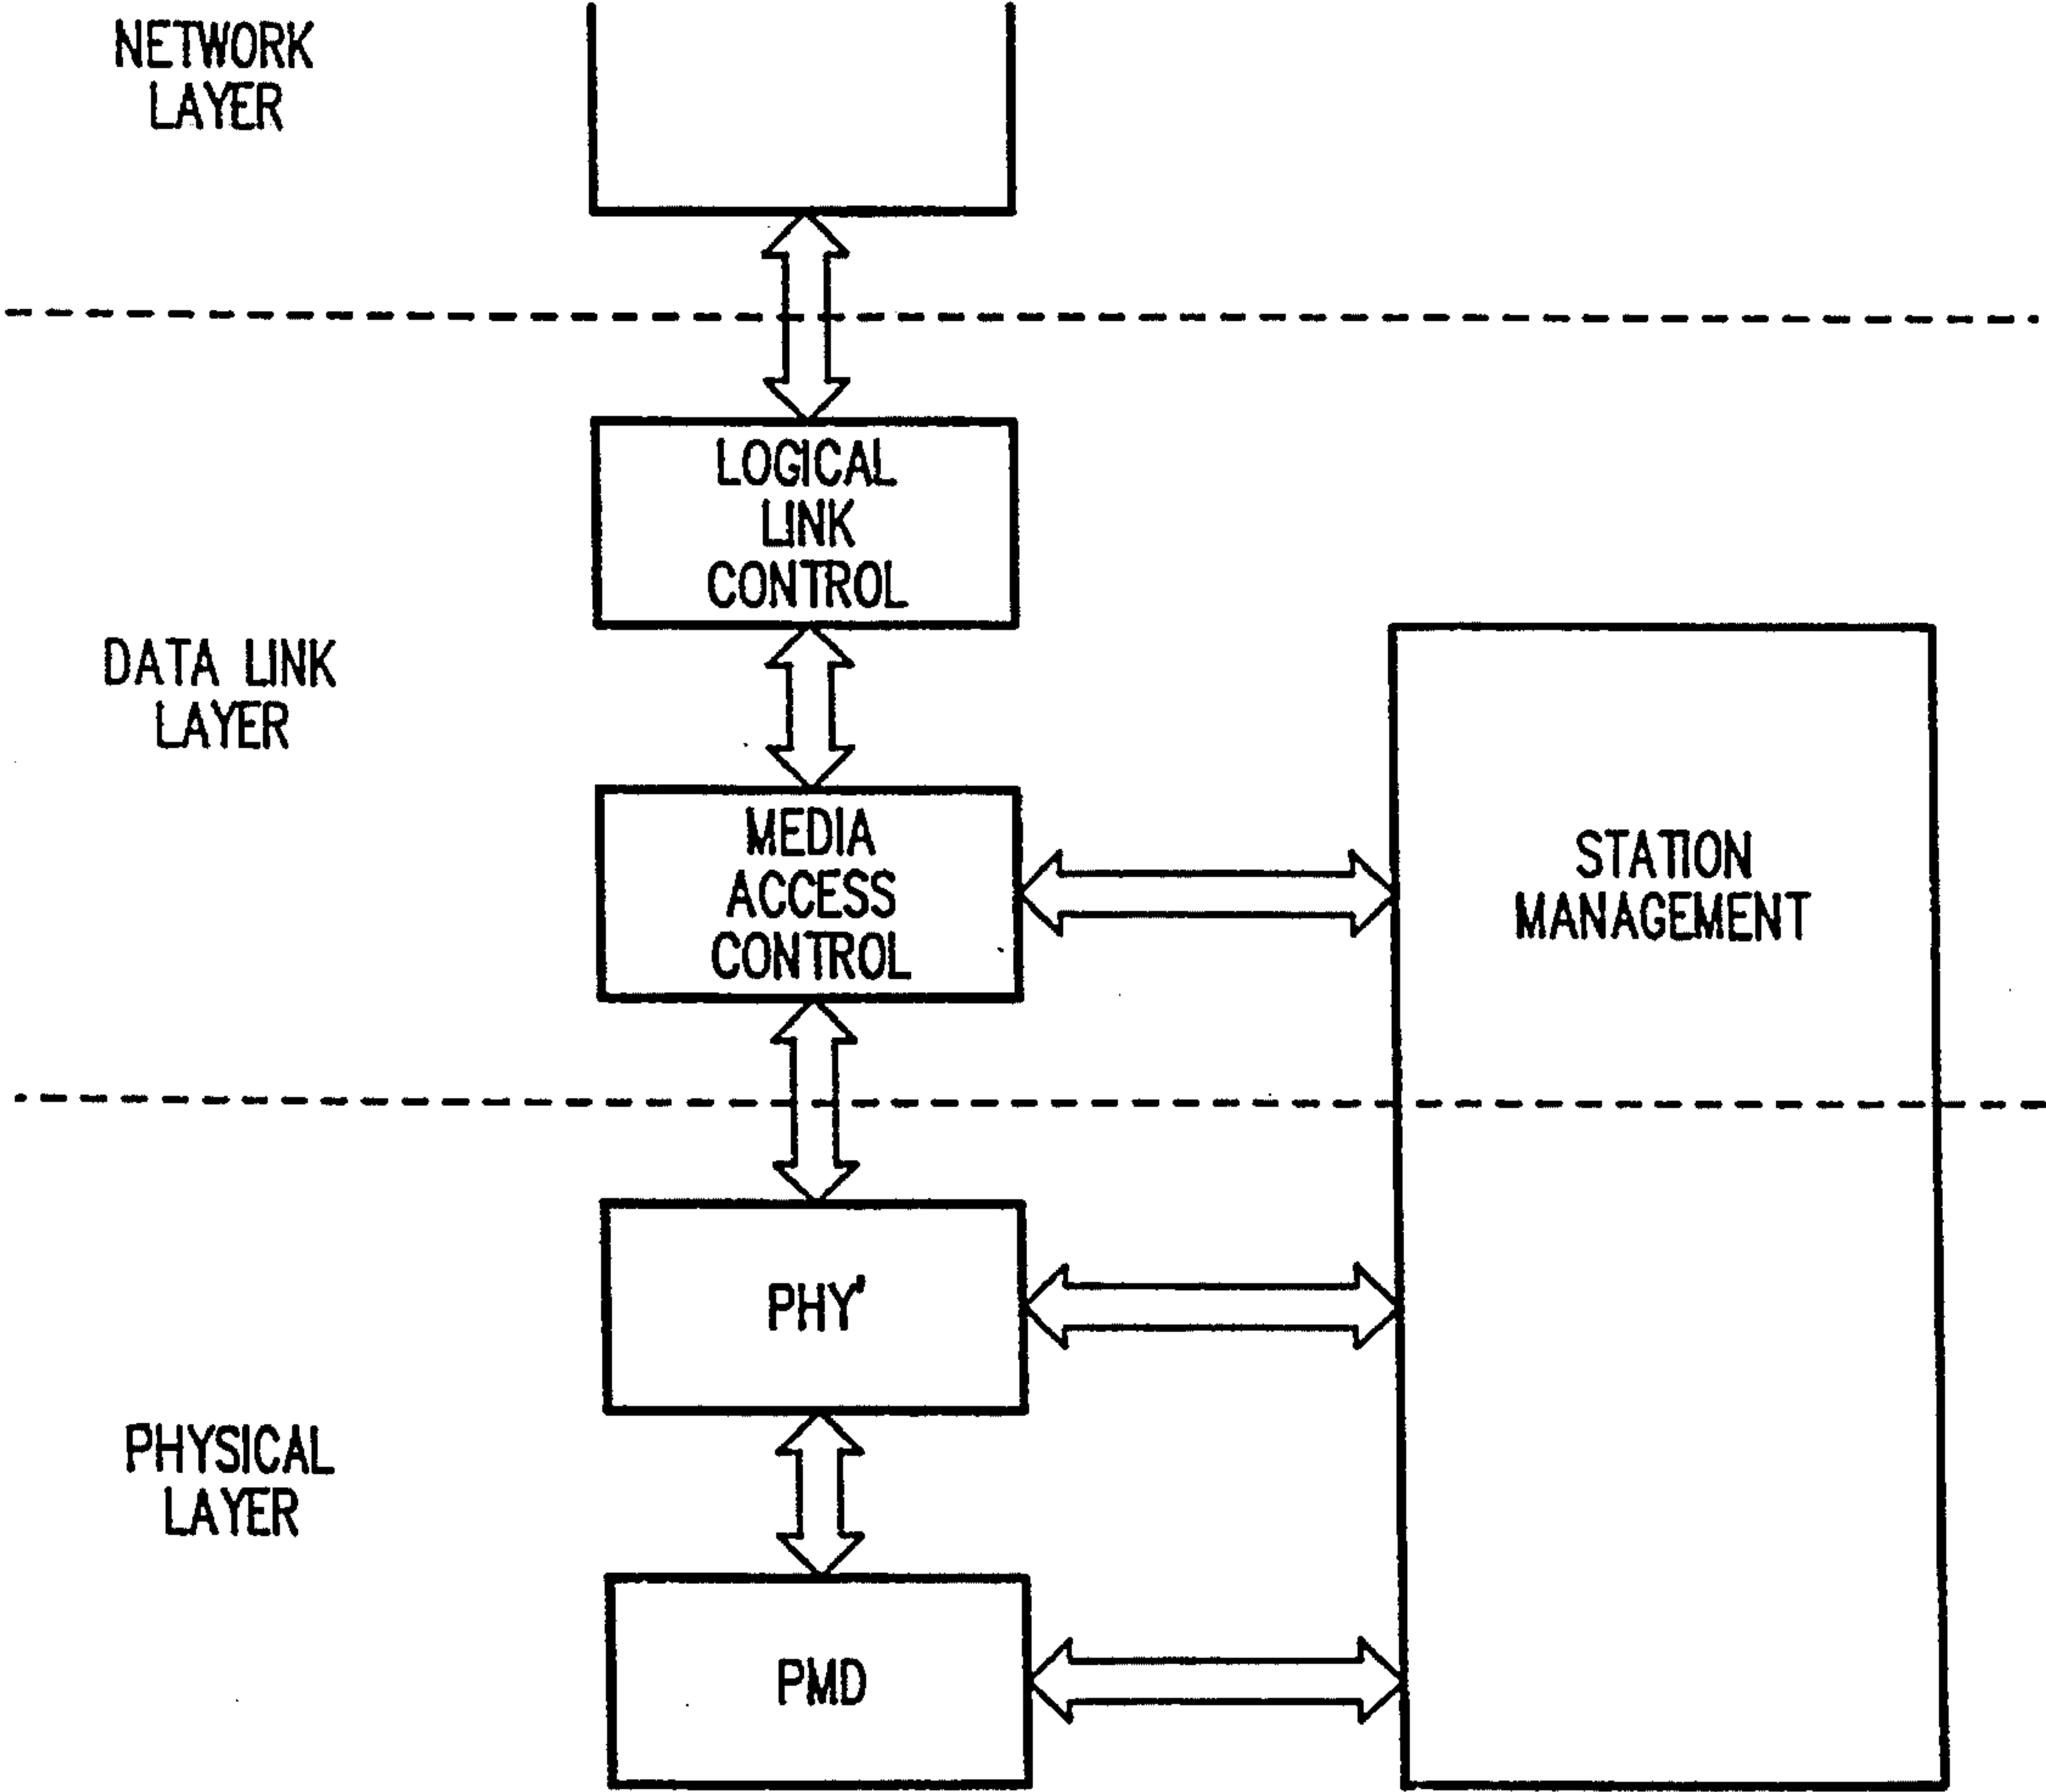 NETWORK
LAYER
LOGICAL
LINK
CONTROL
DATA LINK
LAYER
MEDIA
ACCESS
CONTROL
STATION
MANAGEMENT
PHY'
PHYSICAL
LAYER
PMD